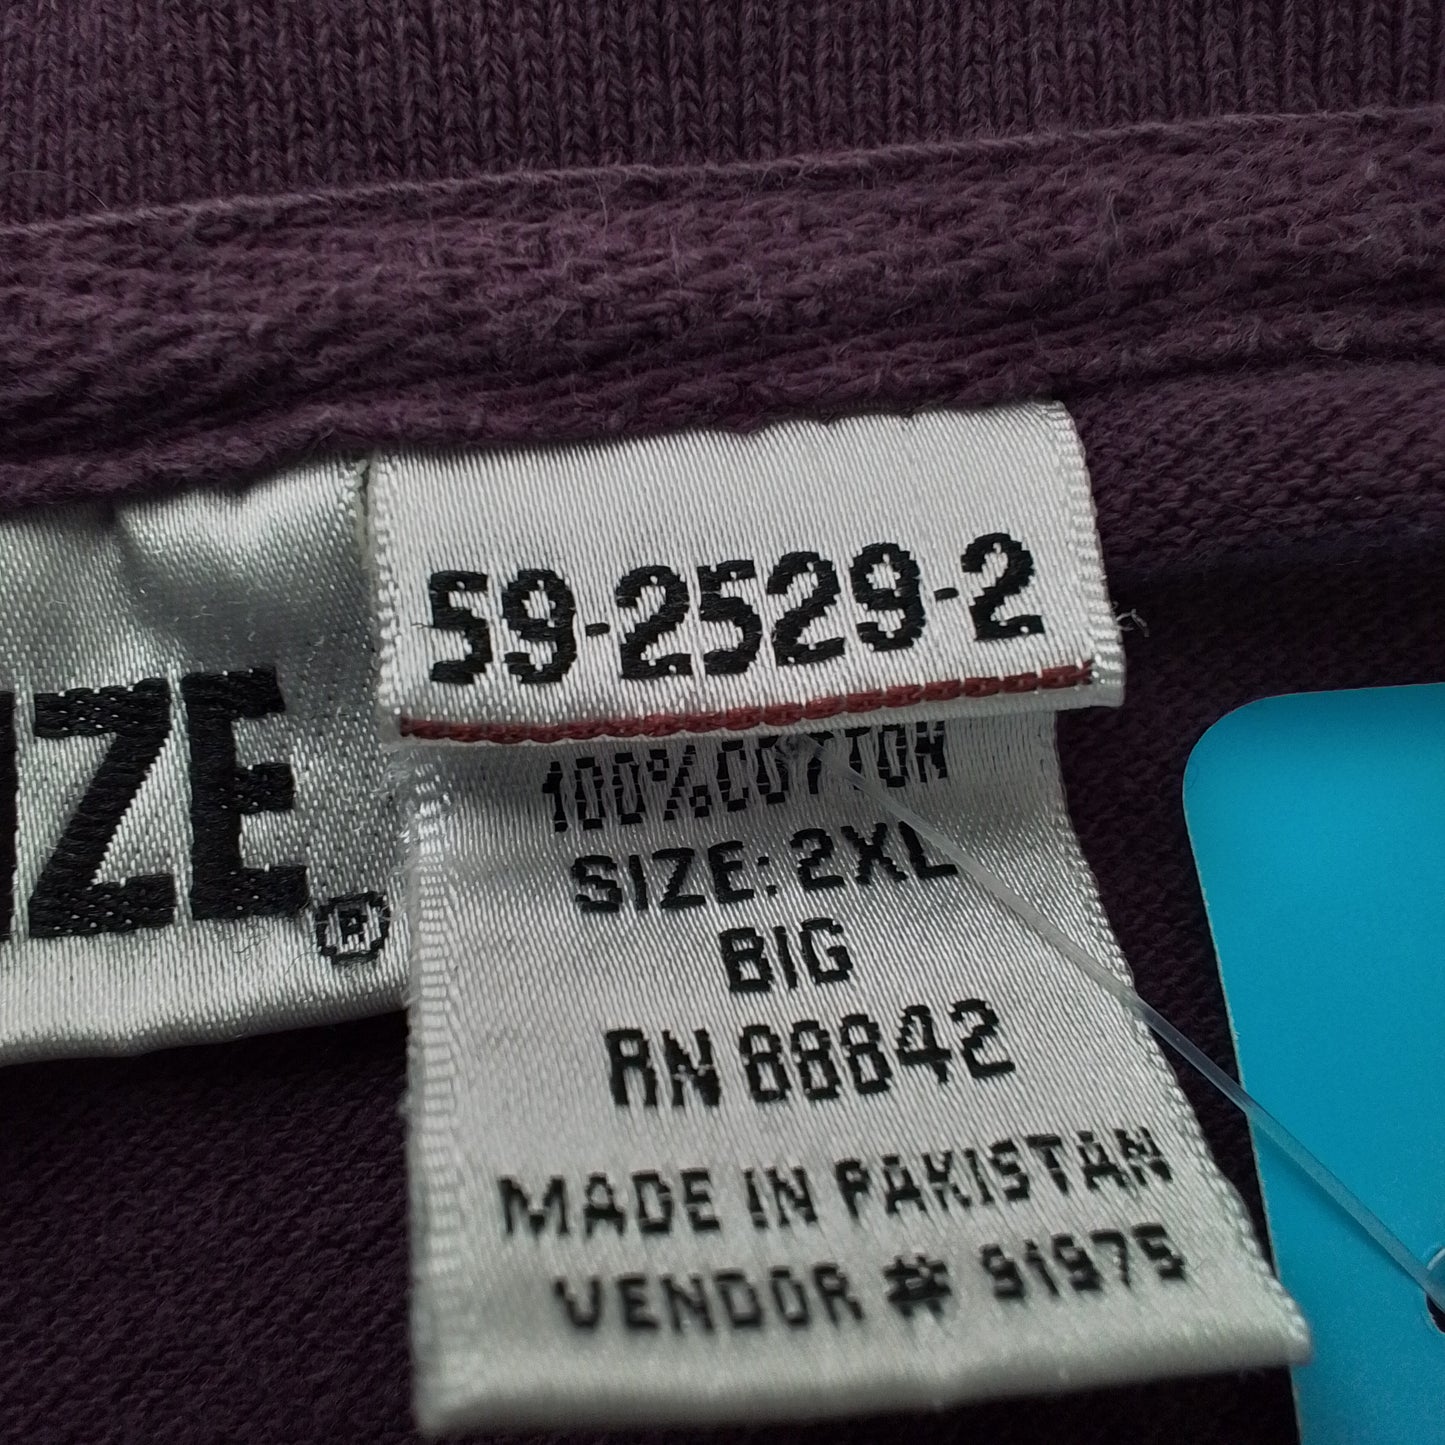 59-2529-2
IZE®
100% COTTON
SIZE: 2XL
BIG
RN 88842
MADE IN PAKISTAN
VENDOR # 91975